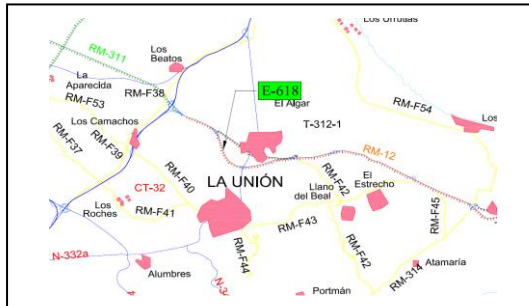 Los Urrutias
RM-311
Los
Beatos
La
Aparecida
RM-F38
RM-F53
E-618
El Algar
T-312-1
RM-F54
Los
Los Camachos
RM-F37
RM-F39
RM-F40
RM-12
LA UNIÓN
CT-32
Llano
del Beal
RM-F42
El
Estrecho
Los
Roches
RM-F41
RM-F43
RM-F45
N-332a
Alumbres
RM-F44
RM-F42
RM-314
Atamaría
Portmán